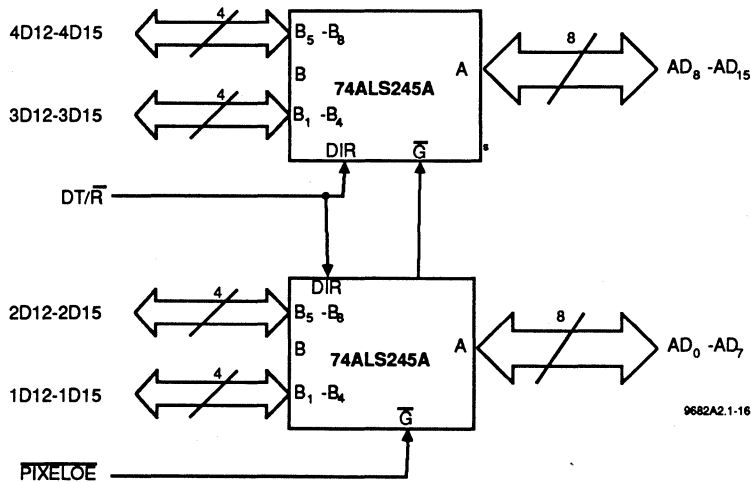 4D12-4D15
4
B₅ -B₈
8
AD₈ -AD₁₅
B
74ALS245A
A
3D12-3D15
4
B₁ -B₄
DIR
G̅
DT/R̅
DIR
2D12-2D15
4
B₅ -B₈
8
AD₀ -AD₇
B
74ALS245A
A
1D12-1D15
4
B₁ -B₄
G̅
9682A2.1-16
P̅I̅X̅E̅L̅O̅E̅